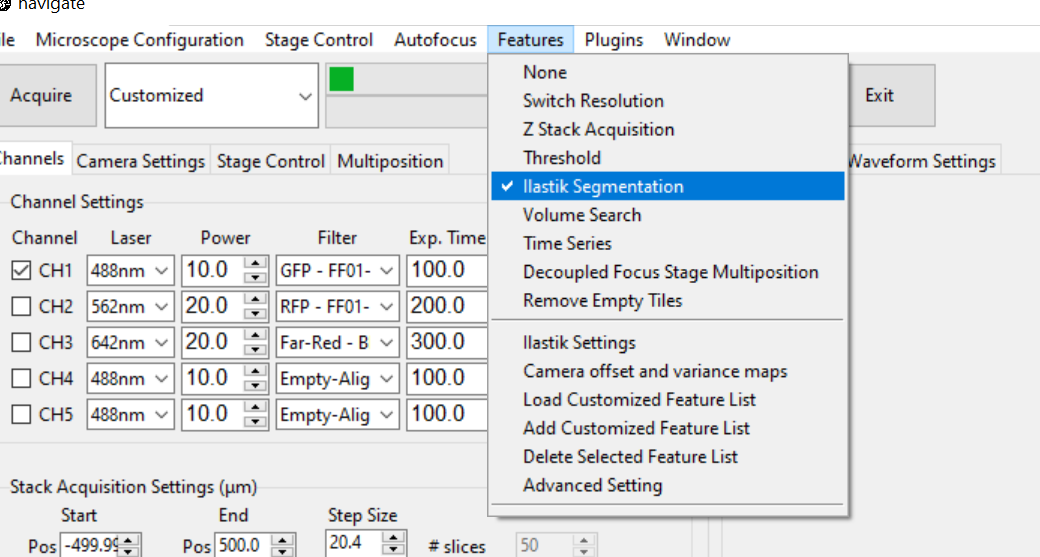 navigate
le Microscope Configuration Stage Control Autofocus Features Plugins Window
Acquire Customized Exit
None
Switch Resolution
Z Stack Acquisition
Threshold
Ilastik Segmentation
Volume Search
Time Series
Decoupled Focus Stage Multiposition
Remove Empty Tiles
Ilastik Settings
Camera offset and variance maps
Load Customized Feature List
Add Customized Feature List
Delete Selected Feature List
Advanced Setting
Channels Camera Settings Stage Control Multiposition Waveform Settings
Channel Settings
Channel Laser Power Filter Exp. Time
CH1 488nm 10.0 GFP - FF01- 100.0
CH2 562nm 20.0 RFP - FF01- 200.0
CH3 642nm 20.0 Far-Red - B 300.0
CH4 488nm 10.0 Empty-Alig 100.0
CH5 488nm 10.0 Empty-Alig 100.0
Stack Acquisition Settings (µm)
Start End Step Size
Pos -499.99 Pos 500.0 20.4 # slices 50